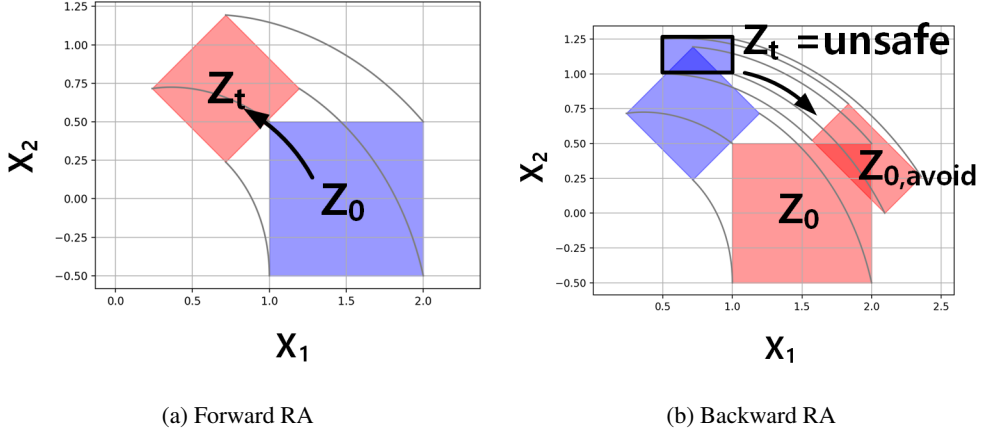 1.25
1.00
0.75
0.50
0.25
0.00
−0.25
−0.50
0.0 0.5 1.0 1.5 2.0
X₂
X₁
Zₜ
Z₀
(a) Forward RA
1.25
1.00
0.75
0.50
0.25
0.00
−0.25
−0.50
0.5 1.0 1.5 2.0 2.5
X₂
X₁
Zₜ =unsafe
Z₀,avoid
Z₀
(b) Backward RA